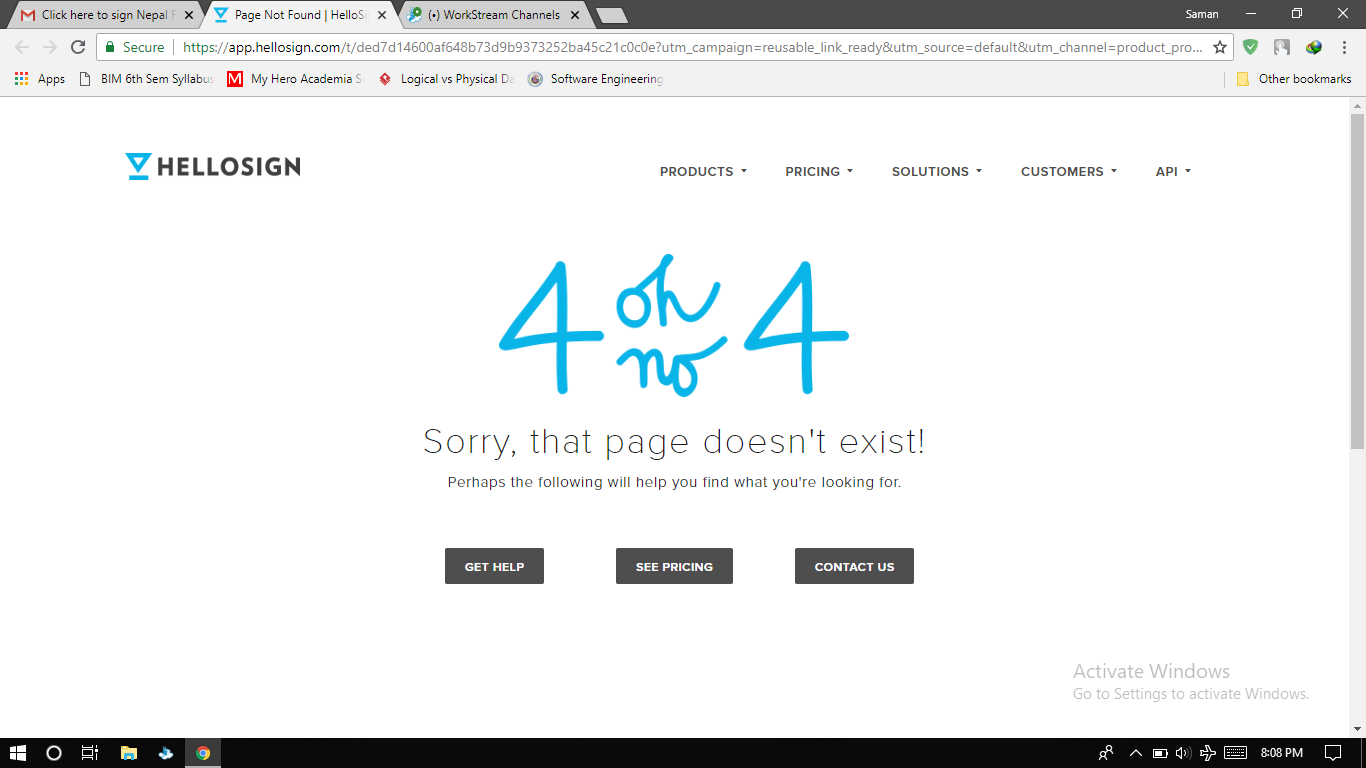 Click here to sign Nepal
Page Not Found | HelloSi
(•) WorkStream Channels
Saman
Secure
https://app.hellosign.com/t/ded7d14600af648b73d9b9373252ba45c21c0c0e?utm_campaign=reusable_link_ready&utm_source=default&utm_channel=product_pro...
Apps
BIM 6th Sem Syllabus
My Hero Academia
Logical vs Physical Da
Software Engineering
Other bookmarks
HELLOSIGN
PRODUCTS
PRICING
SOLUTIONS
CUSTOMERS
API
4 oh no 4
Sorry, that page doesn't exist!
Perhaps the following will help you find what you're looking for.
GET HELP
SEE PRICING
CONTACT US
Activate Windows
Go to Settings to activate Windows.
8:08 PM